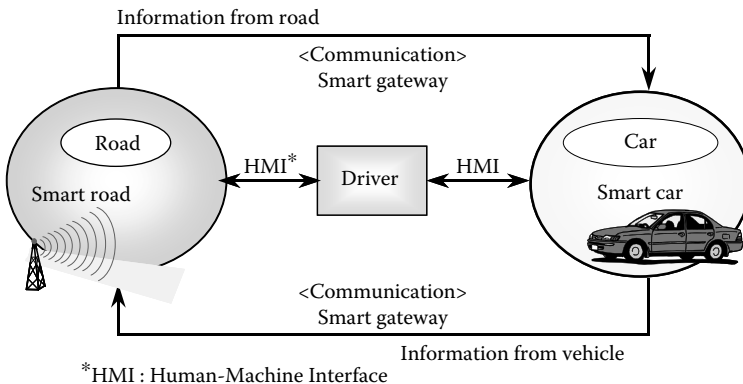 Information from road
<Communication>
Smart gateway
Road
Car
HMI*
Driver
HMI
Smart road
Smart car
<Communication>
Smart gateway
Information from vehicle
*HMI : Human-Machine Interface